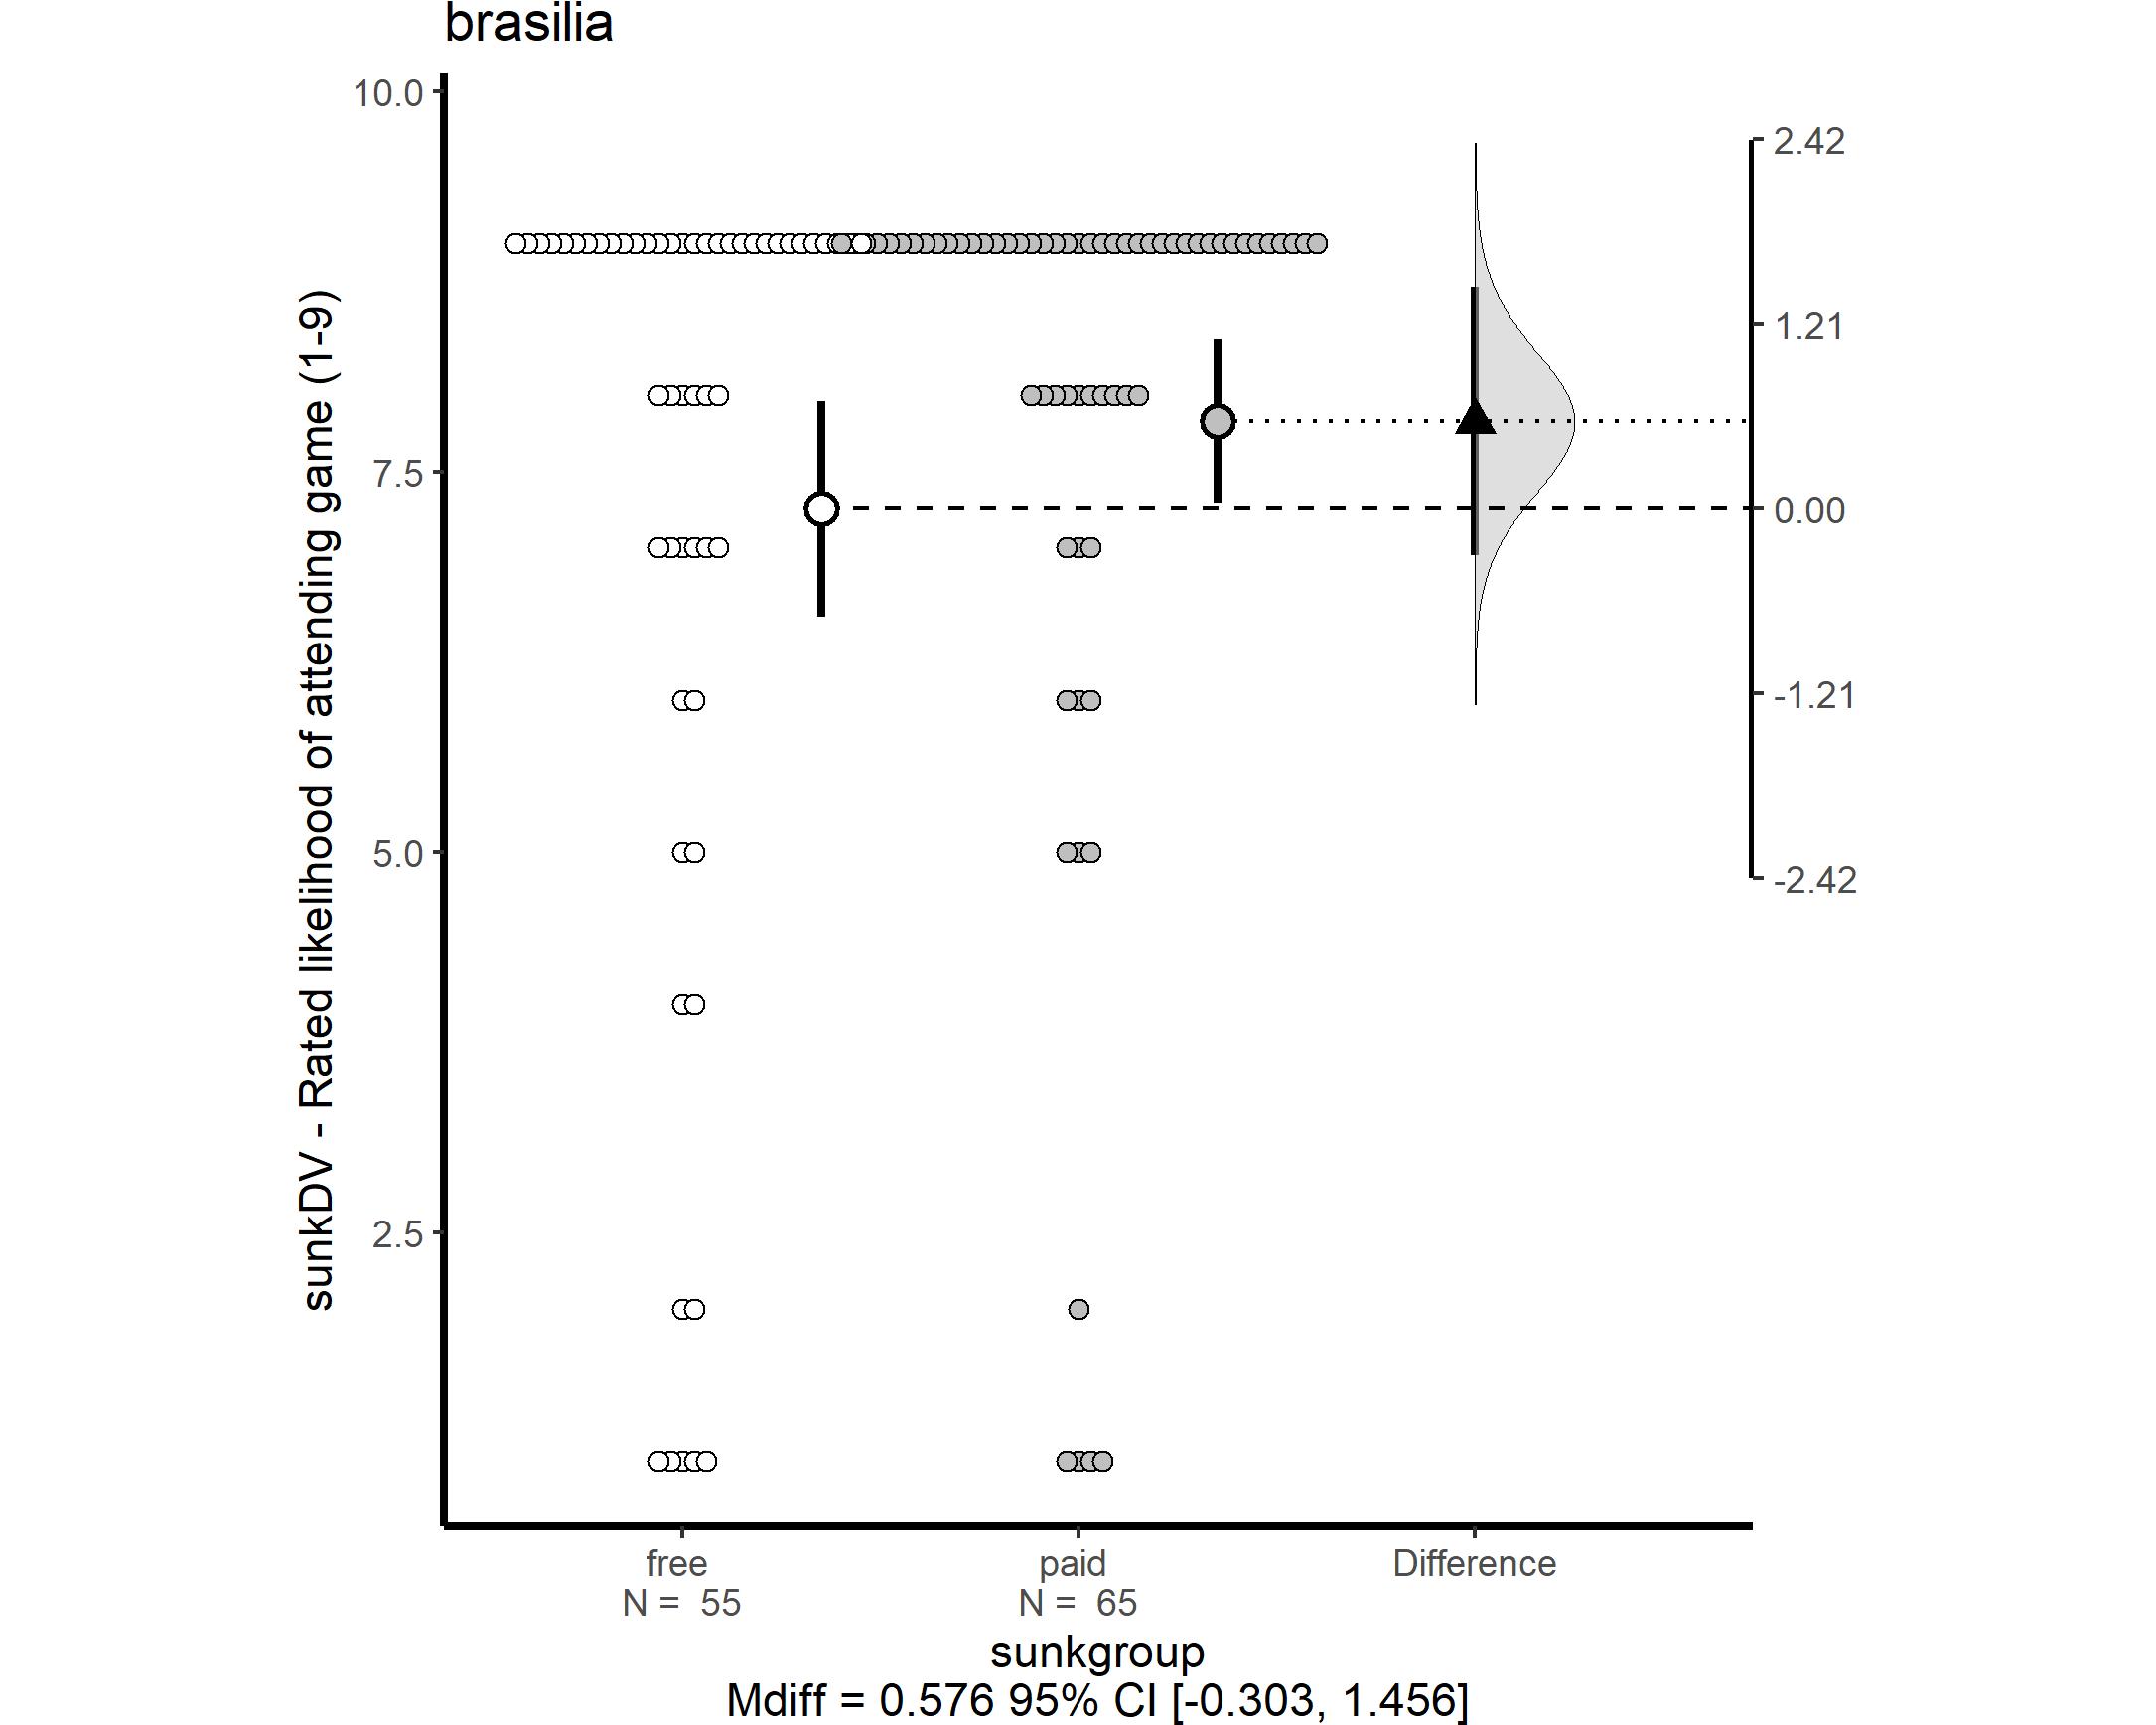 brasilia
sunkDV - Rated likelihood of attending game (1-9)
10.0
7.5
5.0
2.5
2.42
1.21
0.00
-1.21
-2.42
free
N =  55
paid
N =  65
Difference
sunkgroup
Mdiff = 0.576 95% CI [-0.303, 1.456]